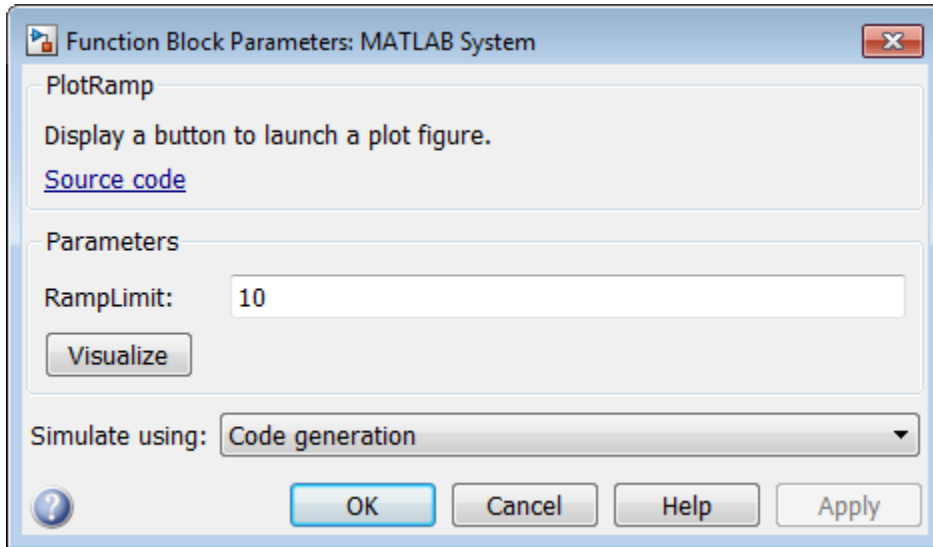 Function Block Parameters: MATLAB System
PlotRamp
Display a button to launch a plot figure.
Source code
Parameters
RampLimit: 10
Visualize
Simulate using: Code generation
? OK Cancel Help Apply